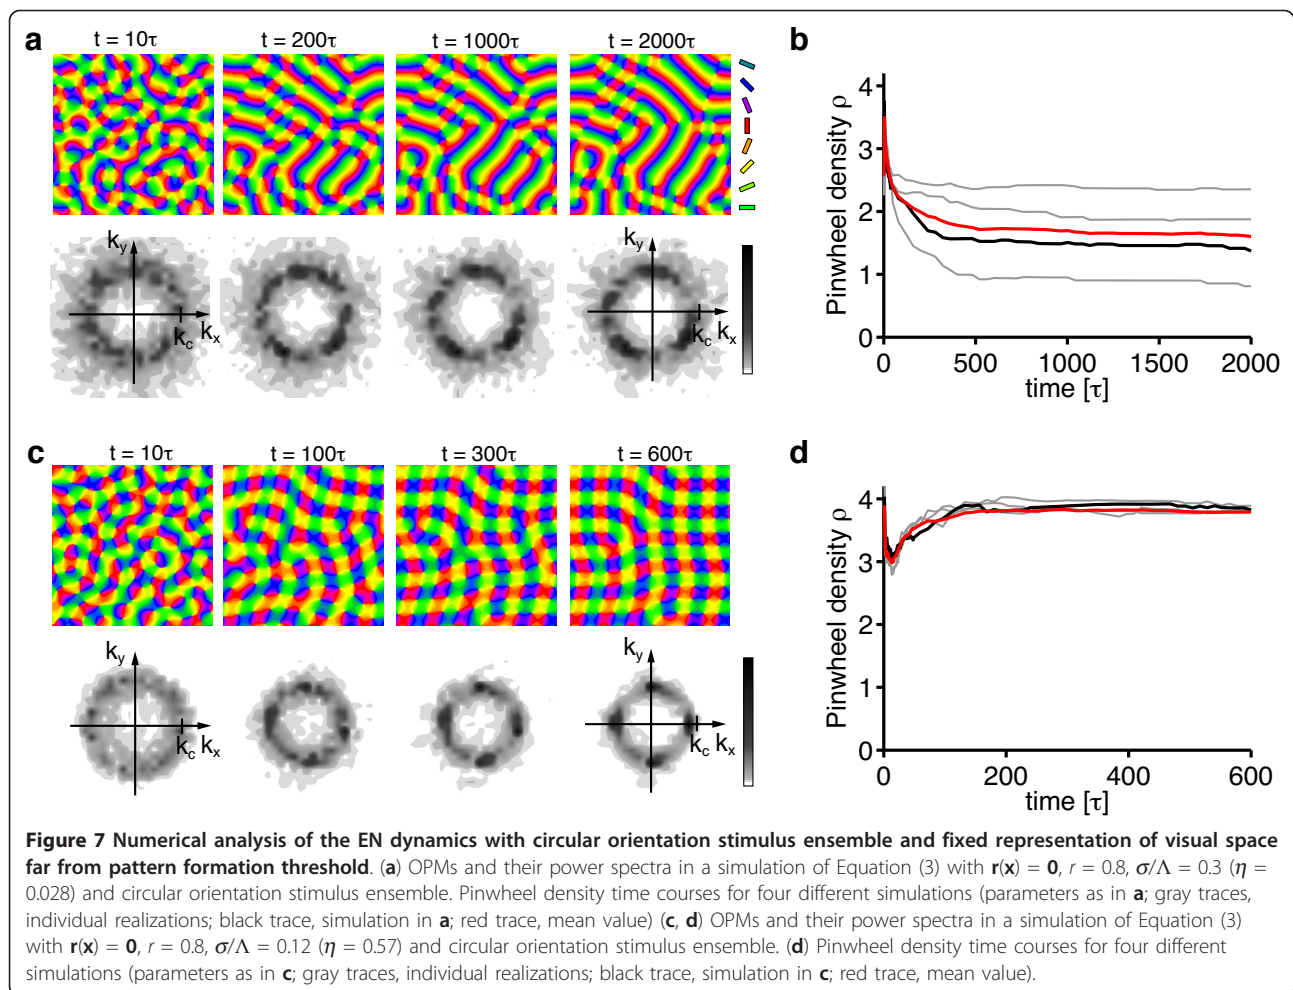 a
t = 10τ t = 200τ t = 1000τ t = 2000τ
k_y k_y
k_c k_x k_c k_x
b
Pinwheel density ρ
4
3
2
1
0
0 500 1000 1500 2000
time [τ]
c
t = 10τ t = 100τ t = 300τ t = 600τ
k_y k_y
k_c k_x k_c k_x
d
Pinwheel density ρ
4
3
2
1
0
0 200 400 600
time [τ]
Figure 7 Numerical analysis of the EN dynamics with circular orientation stimulus ensemble and fixed representation of visual space
far from pattern formation threshold. (a) OPMs and their power spectra in a simulation of Equation (3) with r(x) = 0, r = 0.8, σ/Λ = 0.3 (η =
0.028) and circular orientation stimulus ensemble. Pinwheel density time courses for four different simulations (parameters as in a; gray traces,
individual realizations; black trace, simulation in a; red trace, mean value) (c, d) OPMs and their power spectra in a simulation of Equation (3)
with r(x) = 0, r = 0.8, σ/Λ = 0.12 (η = 0.57) and circular orientation stimulus ensemble. (d) Pinwheel density time courses for four different
simulations (parameters as in c; gray traces, individual realizations; black trace, simulation in c; red trace, mean value).